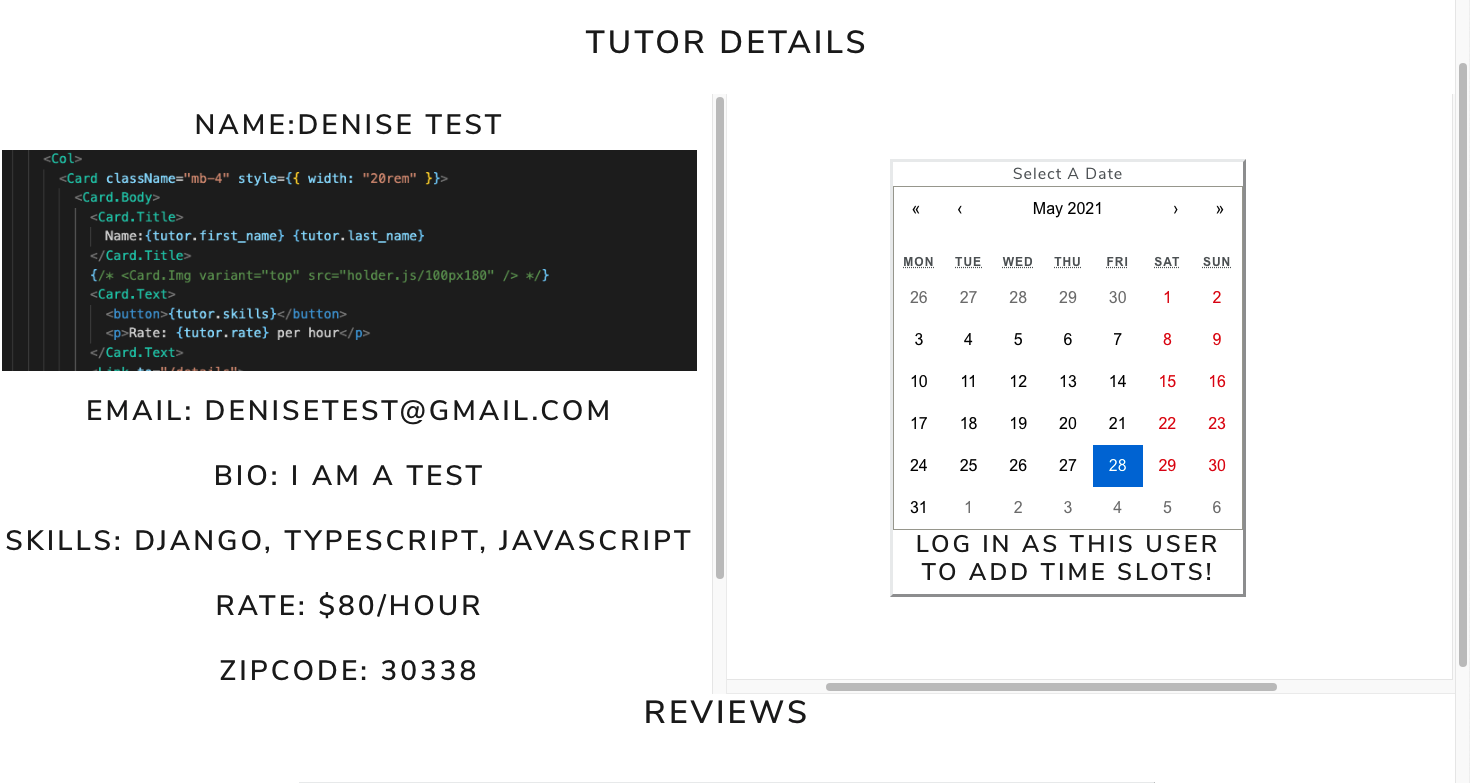 TUTOR DETAILS
NAME:DENISE TEST
<Col>
<Card className="mb-4" style={{ width: "20rem" }}>
<Card.Body>
<Card.Title>
Name:{tutor.first_name} {tutor.last_name}
</Card.Title>
{/* <Card.Img variant="top" src="holder.js/100px180" /> */}
<Card.Text>
<button>{tutor.skills}</button>
<p>Rate: {tutor.rate} per hour</p>
</Card.Text>
<Link to="/details">
EMAIL: DENISETEST@GMAIL.COM
BIO: I AM A TEST
SKILLS: DJANGO, TYPESCRIPT, JAVASCRIPT
RATE: $80/HOUR
ZIPCODE: 30338
Select A Date
« ‹ May 2021 › »
MON TUE WED THU FRI SAT SUN
26 27 28 29 30 1 2
3 4 5 6 7 8 9
10 11 12 13 14 15 16
17 18 19 20 21 22 23
24 25 26 27 28 29 30
31 1 2 3 4 5 6
LOG IN AS THIS USER
TO ADD TIME SLOTS!
REVIEWS